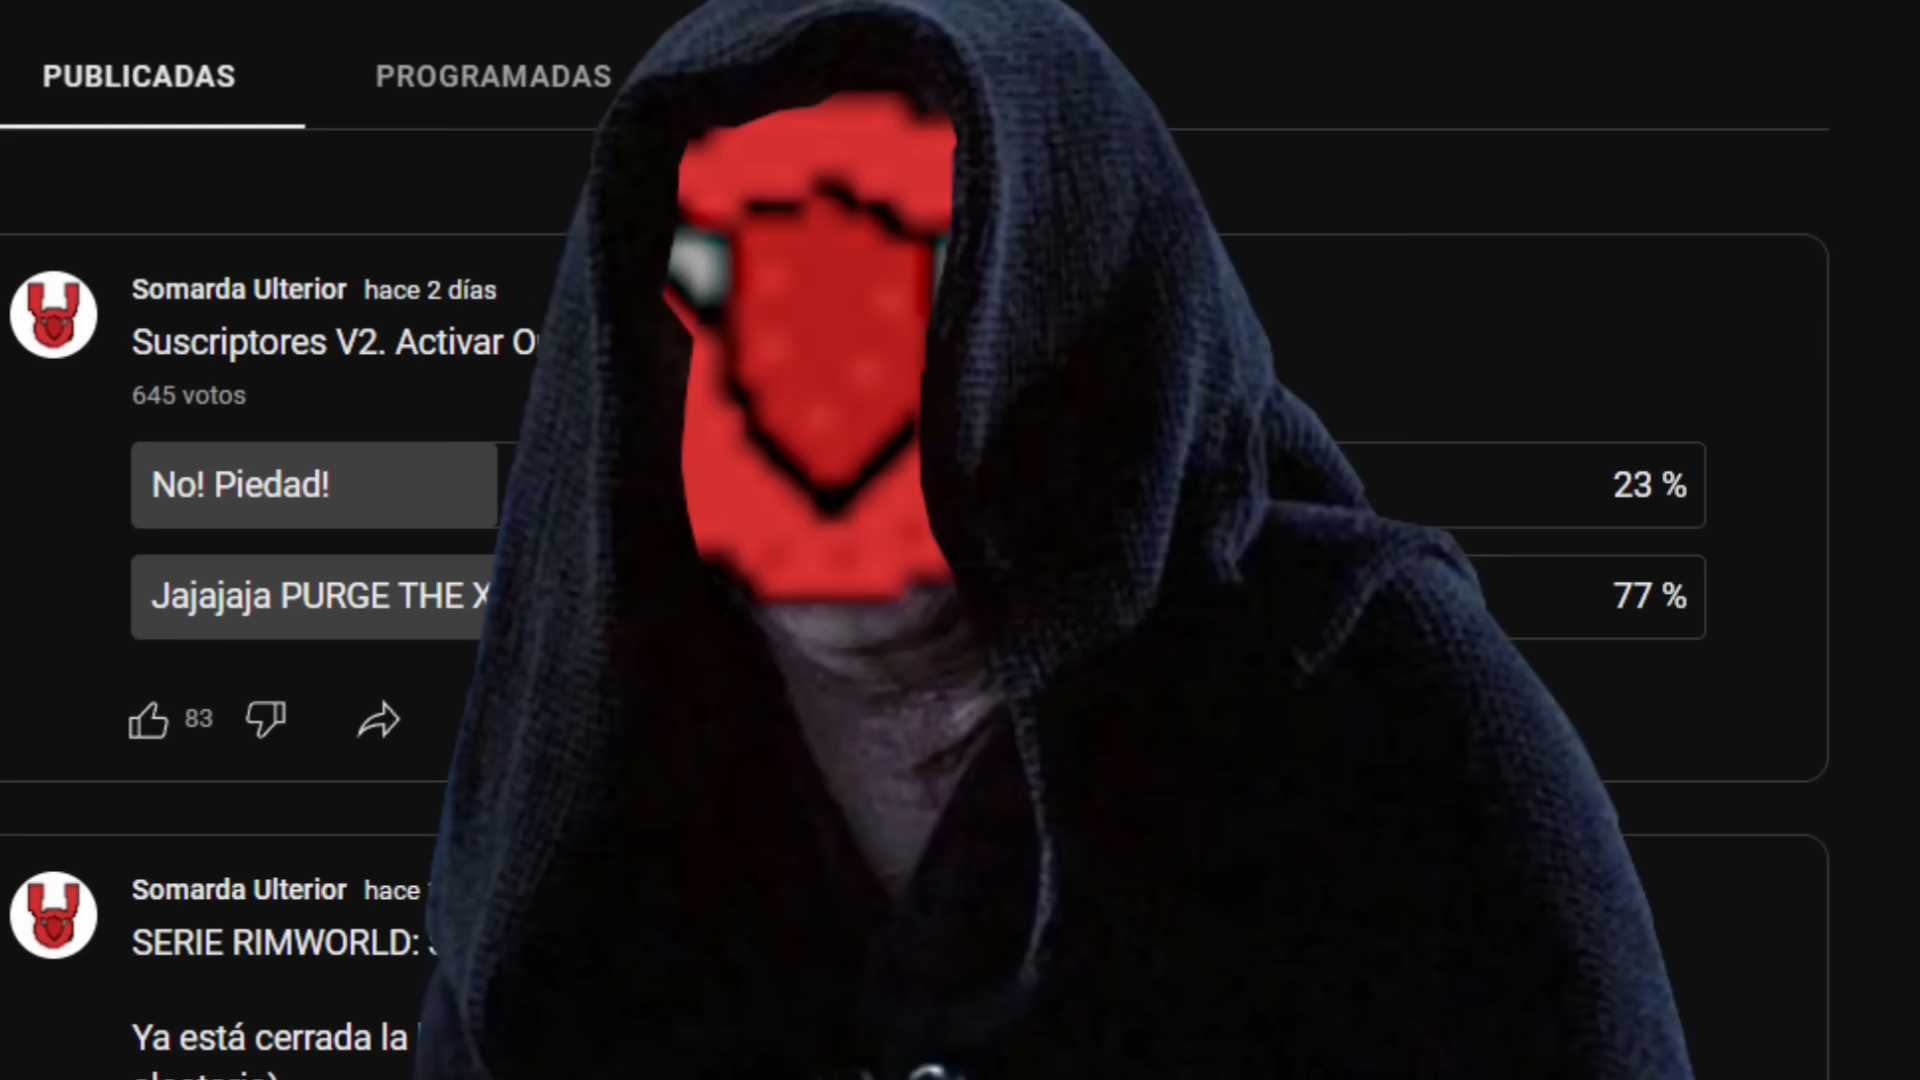 PUBLICADAS PROGRAMADAS
Somarda Ulterior hace 2 días
Suscriptores V2. Activar
645 votos
No! Piedad! 23 %
Jajajaja PURGE THE X 77 %
83
Somarda Ulterior hace
SERIE RIMWORLD:
Ya está cerrada la